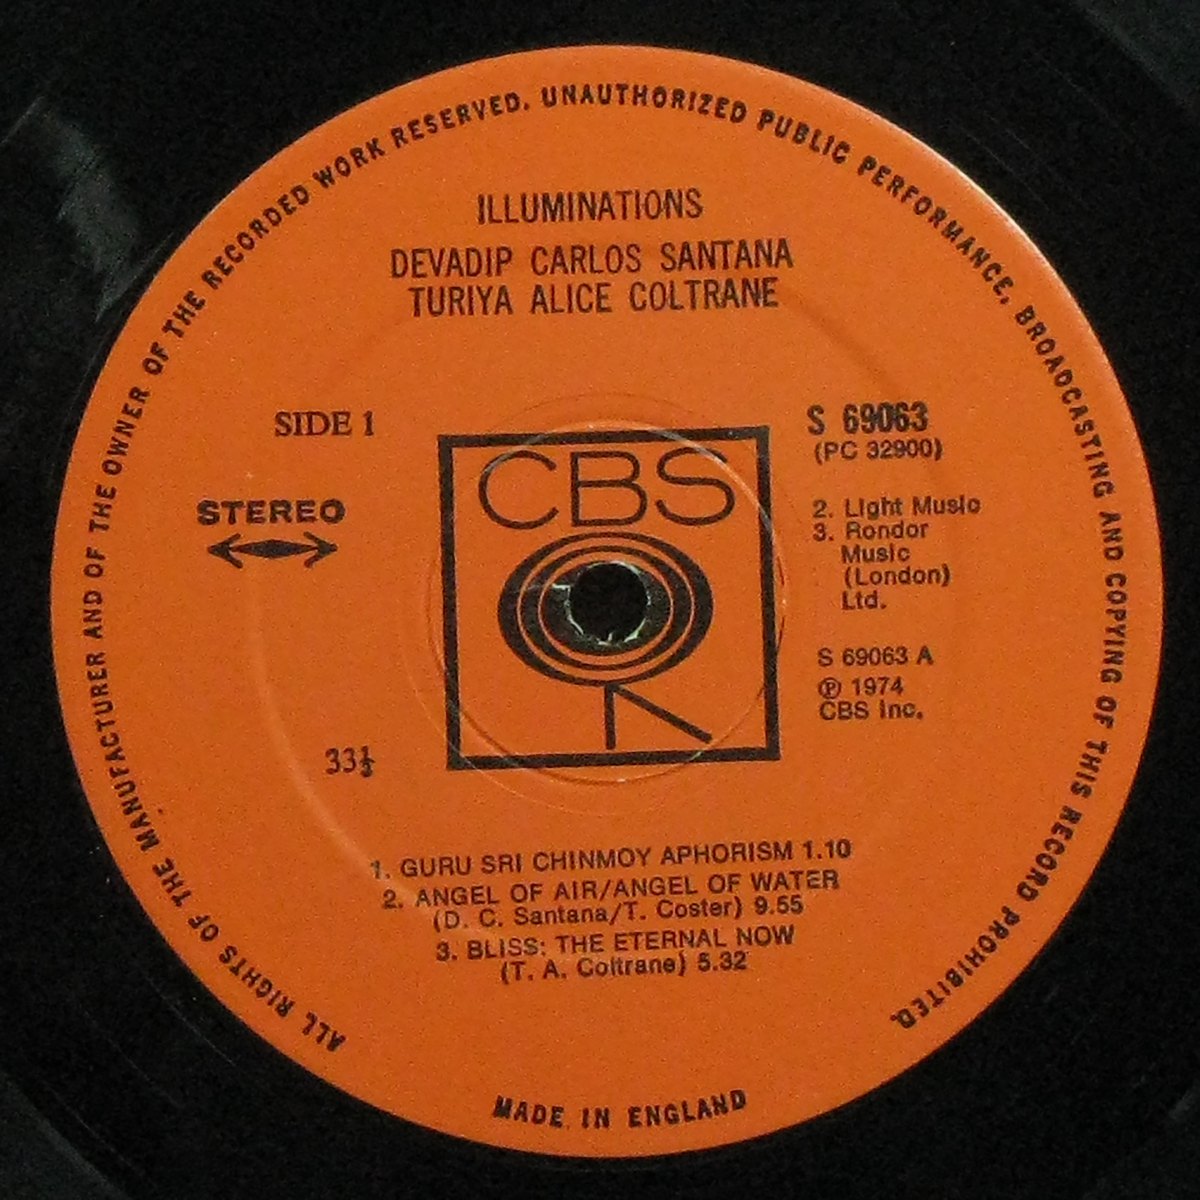 ALL RIGHTS OF THE MANUFACTURER AND OF THE OWNER OF THE RECORDED WORK RESERVED. UNAUTHORIZED PUBLIC PERFORMANCE, BROADCASTING AND COPYING OF THIS RECORD PROHIBITED.
ILLUMINATIONS
DEVADIP CARLOS SANTANA
TURIYA ALICE COLTRANE
SIDE 1
STEREO
33⅓
CBS
S 69063
(PC 32900)
2. Light Music
3. Rondor
Music
(London)
Ltd.
S 69063 A
Ⓟ 1974
CBS Inc.
1. GURU SRI CHINMOY APHORISM 1.10
2. ANGEL OF AIR/ANGEL OF WATER
(D. C. Santana/T. Coster) 9.55
3. BLISS: THE ETERNAL NOW
(T. A. Coltrane) 5.32
MADE IN ENGLAND